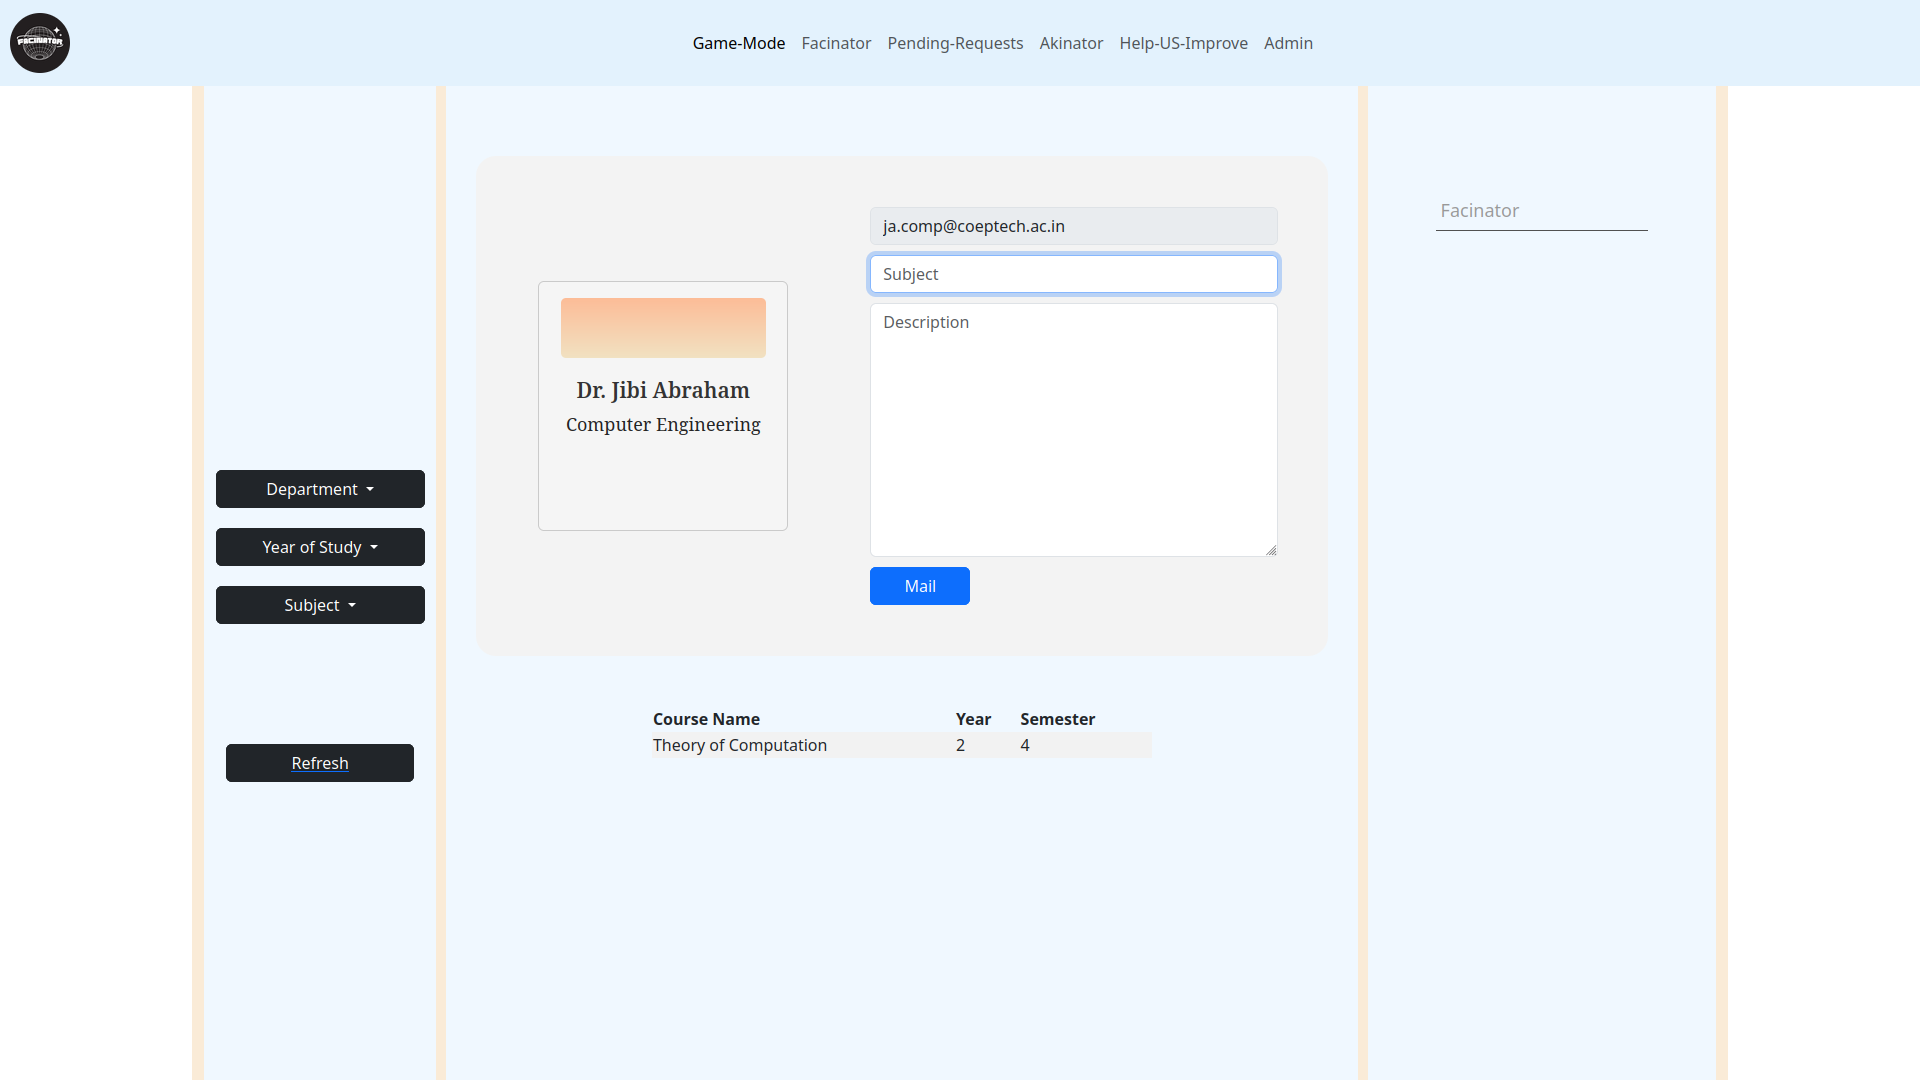 FACINATOR
Game-Mode Facinator Pending-Requests Akinator Help-US-Improve Admin
Department
Year of Study
Subject
Refresh
Dr. Jibi Abraham
Computer Engineering
ja.comp@coeptech.ac.in
Subject
Description
Mail
Course Name Year Semester
Theory of Computation 2 4
Facinator